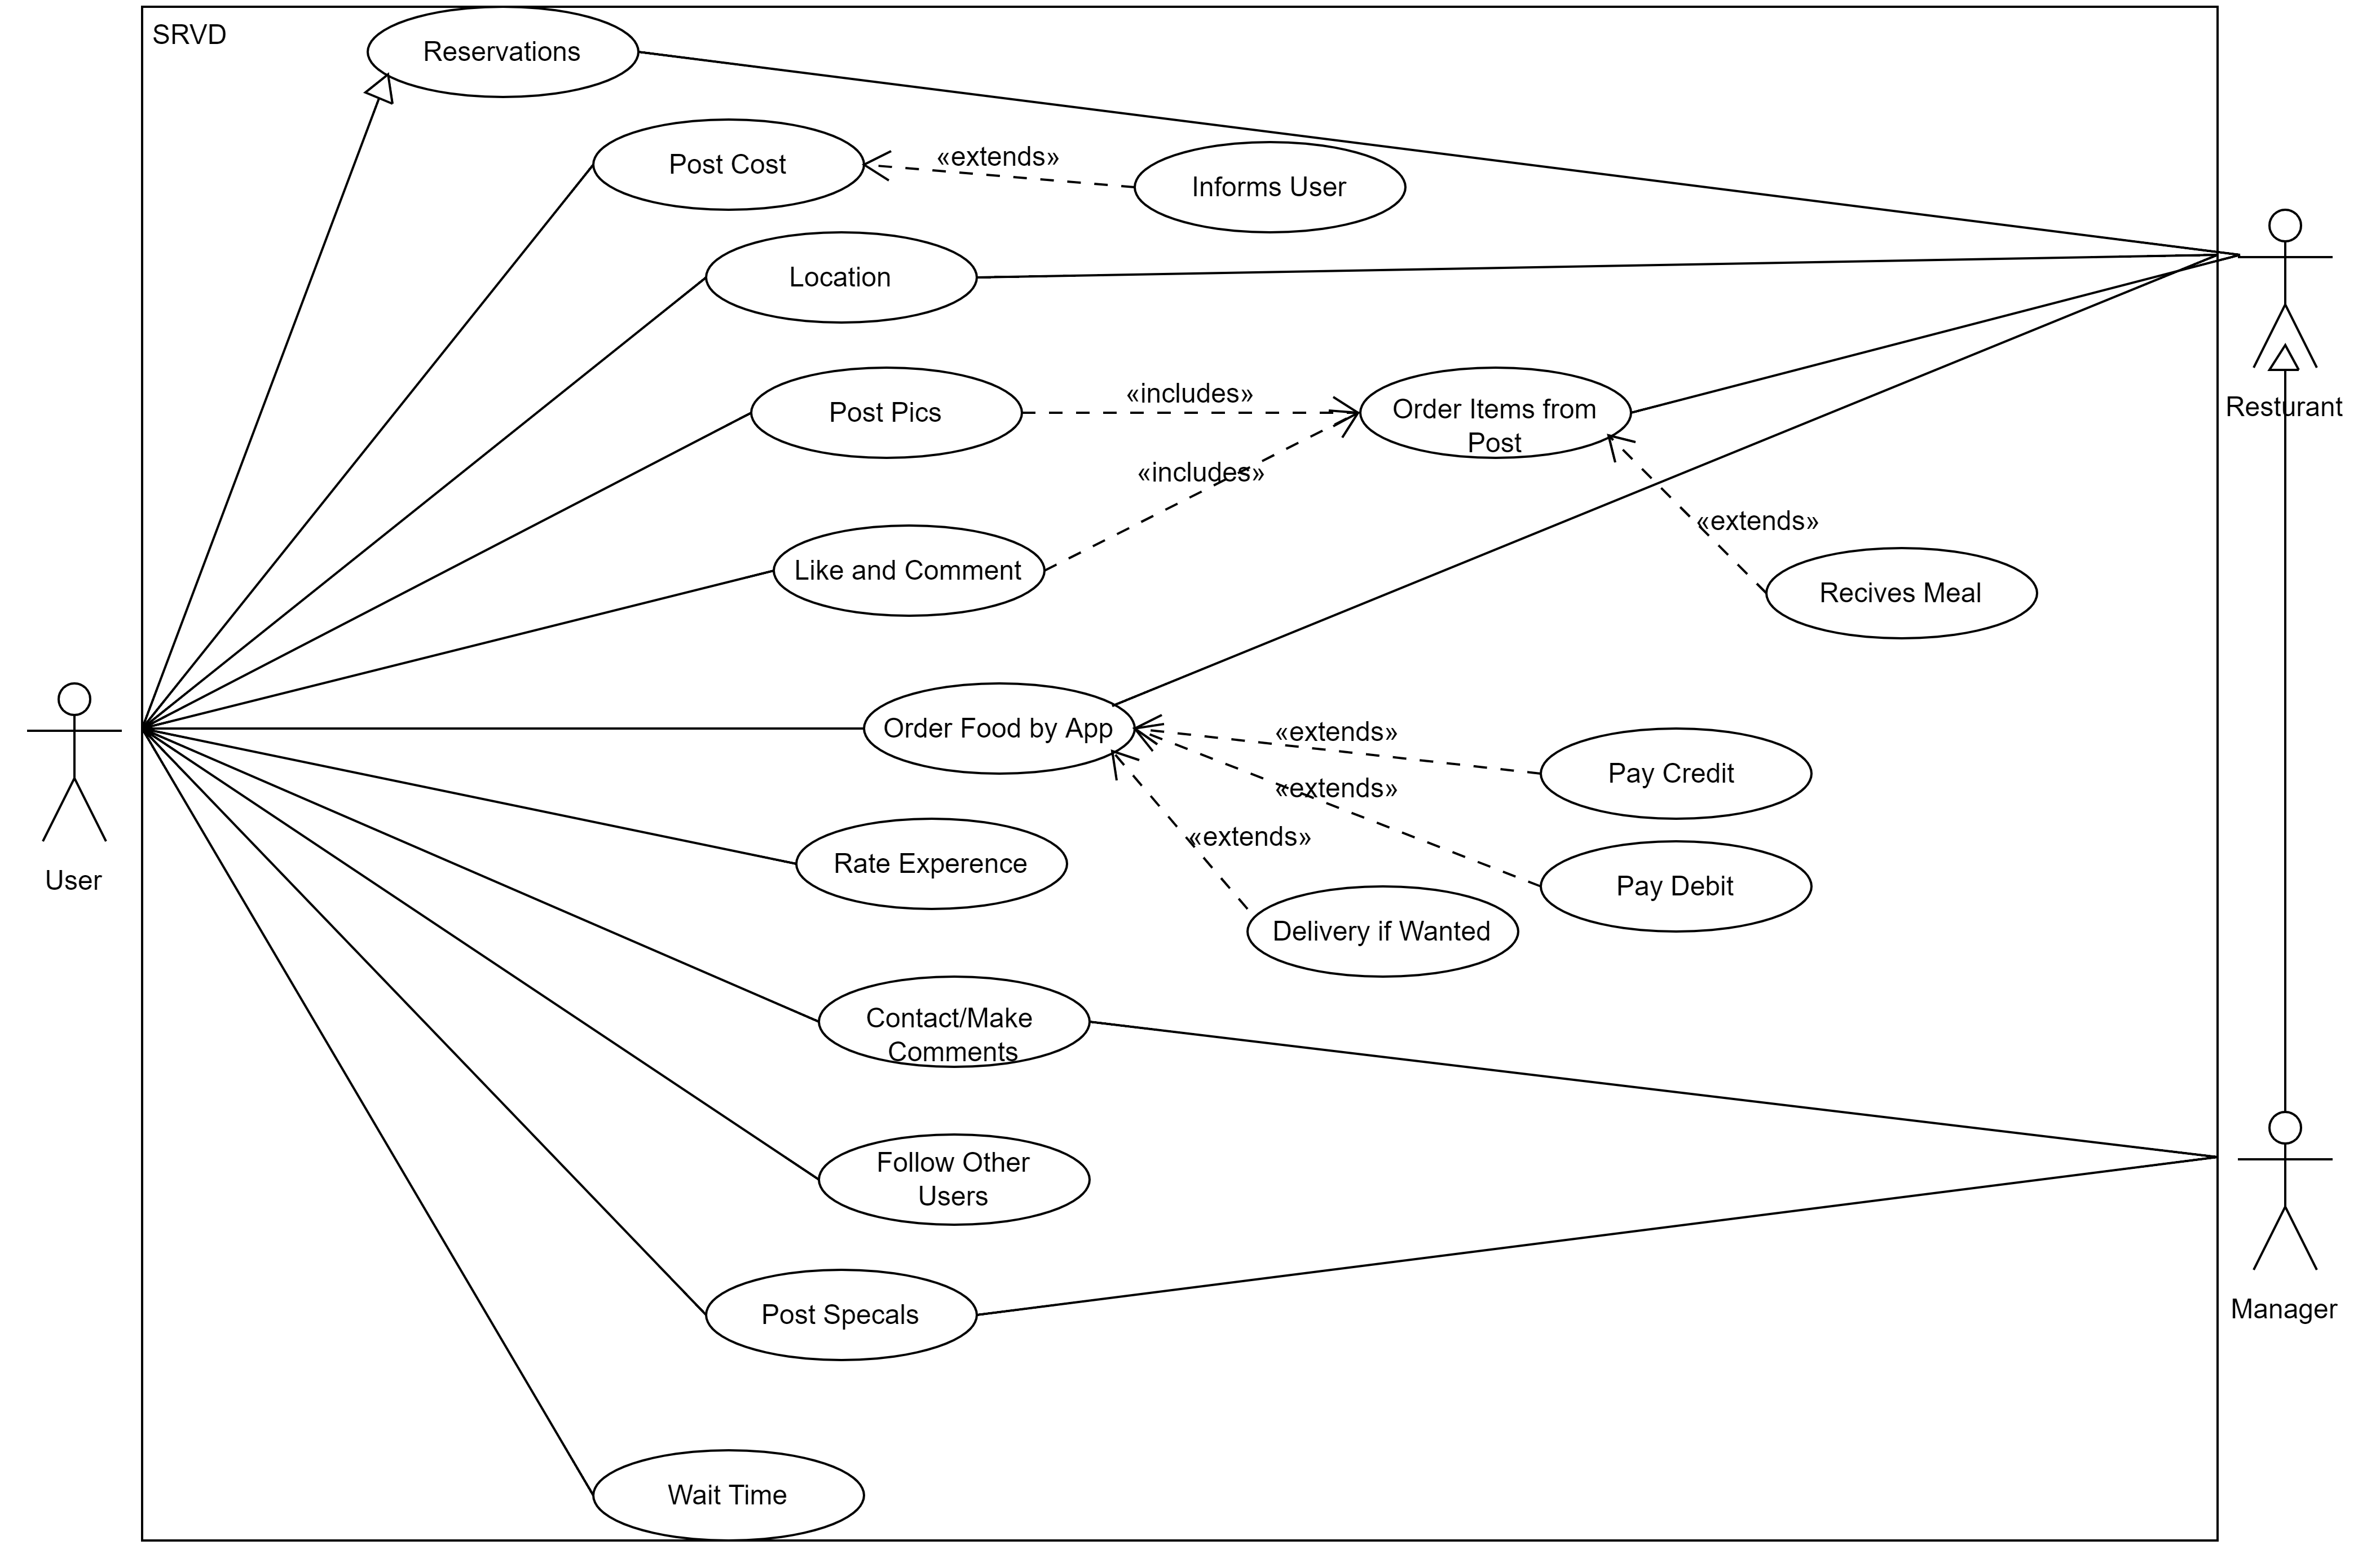 SRVD
Reservations
Post Cost
«extends»
Informs User
Location
Post Pics
«includes»
Order Items from
Post
Resturant
«includes»
«extends»
Like and Comment
Recives Meal
Order Food by App
«extends»
Pay Credit
«extends»
«extends»
Rate Experence
Pay Debit
User
Delivery if Wanted
Contact/Make
Comments
Follow Other
Users
Post Specals
Manager
Wait Time